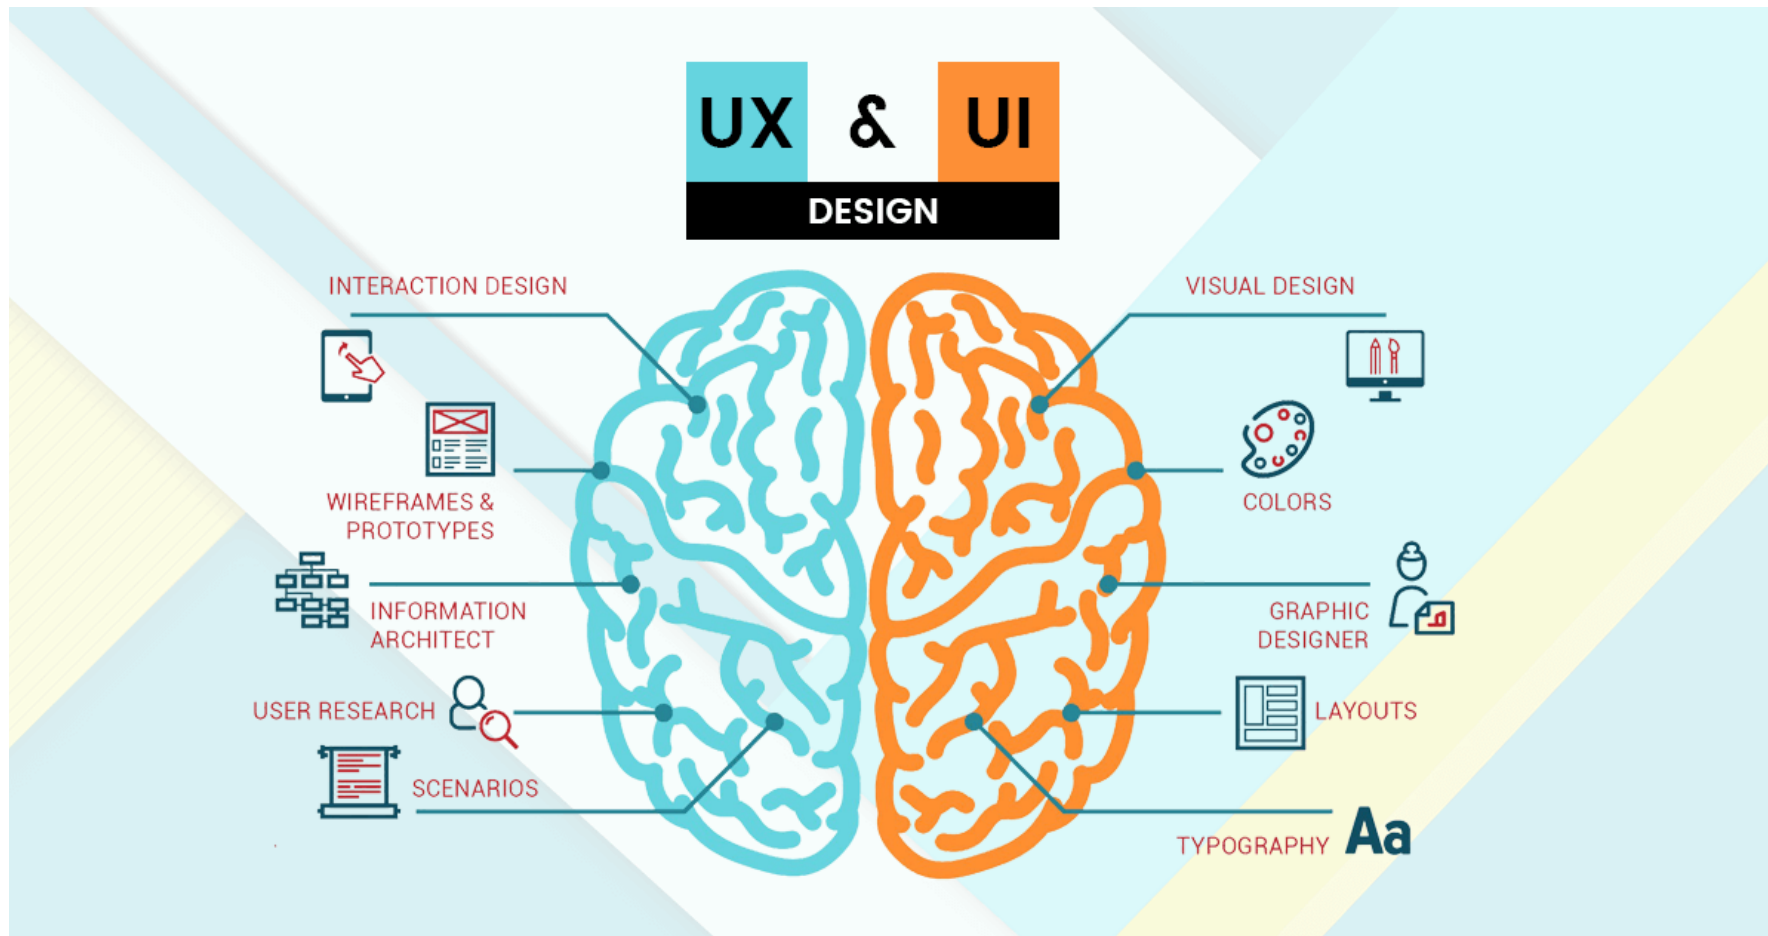 UX & UI
DESIGN
INTERACTION DESIGN
WIREFRAMES &
PROTOTYPES
INFORMATION
ARCHITECT
USER RESEARCH
SCENARIOS
VISUAL DESIGN
COLORS
GRAPHIC
DESIGNER
LAYOUTS
TYPOGRAPHY Aa